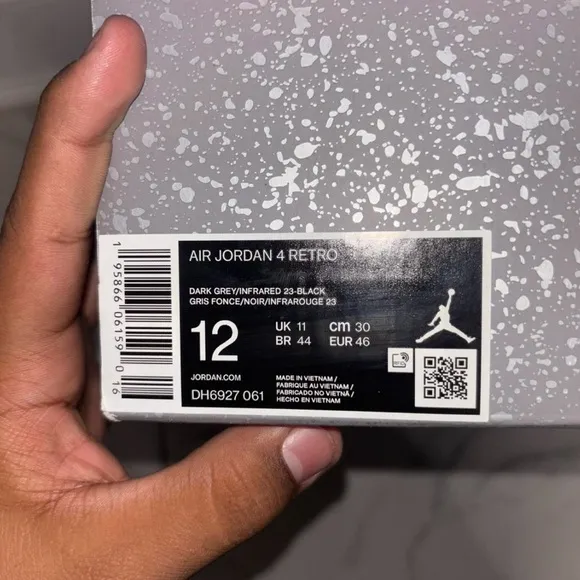 AIR JORDAN 4 RETRO
DARK GREY/INFRARED 23-BLACK
GRIS FONCE/NOIR/INFRAROUGE 23
12
UK 11 cm 30
BR 44 EUR 46
JORDAN.COM
DH6927 061
MADE IN VIETNAM /
FABRIQUE AU VIETNAM /
FABRICADO NO VIETNÃ /
HECHO EN VIETNAM
1 95866 06159 0 016